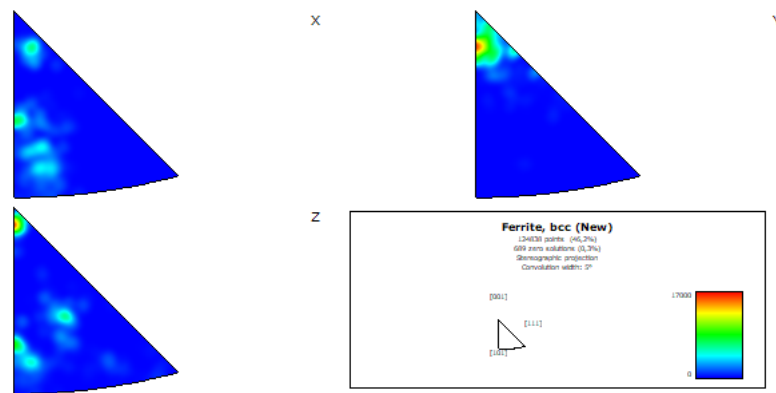 X
Y
Z
Ferrite, bcc (New)
124838 points (46,2%)
689 zero solutions (0,3%)
Stereographic projection
Convolution width: 5°
[001]
17000
[111]
[101]
0